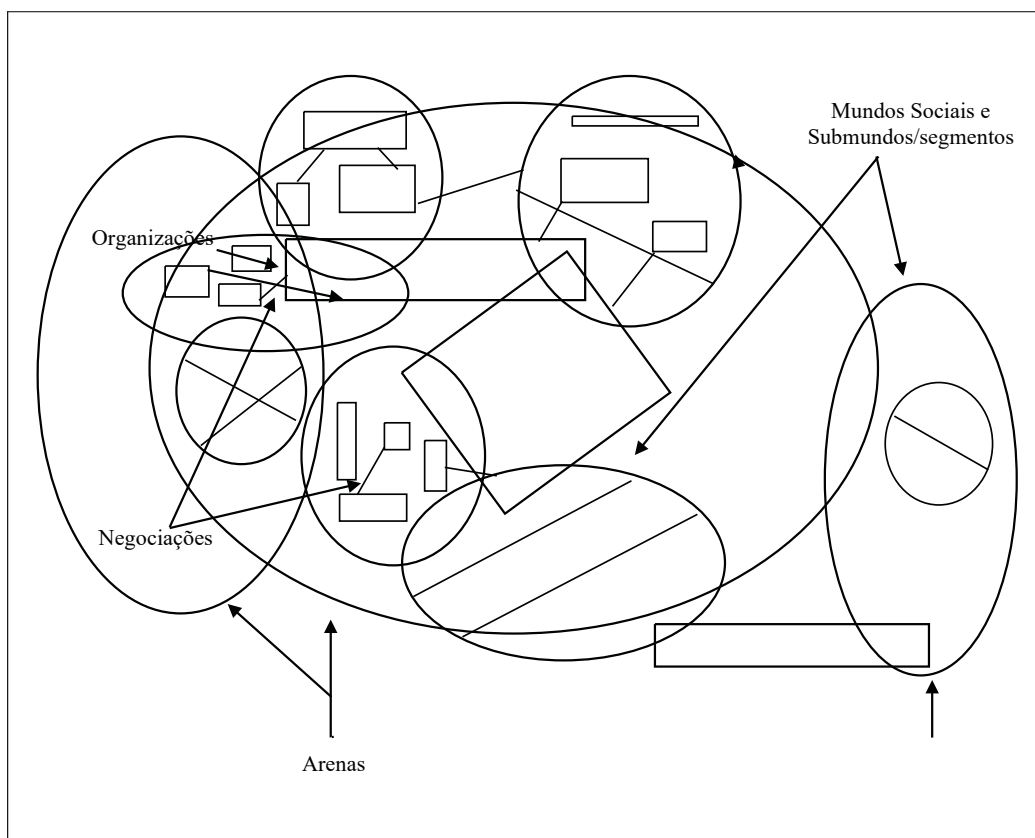 Mundos Sociais e
Submundos/segmentos
Organizações
Negociações
Arenas